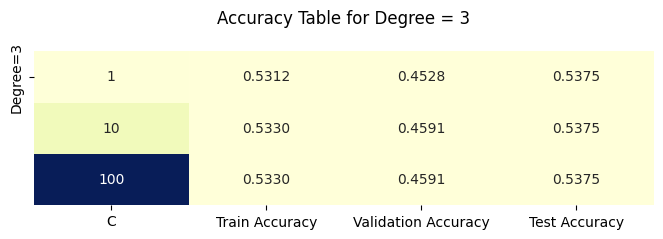 Accuracy Table for Degree = 3
Degree=3
1 0.5312 0.4528 0.5375
10 0.5330 0.4591 0.5375
100 0.5330 0.4591 0.5375
C Train Accuracy Validation Accuracy Test Accuracy